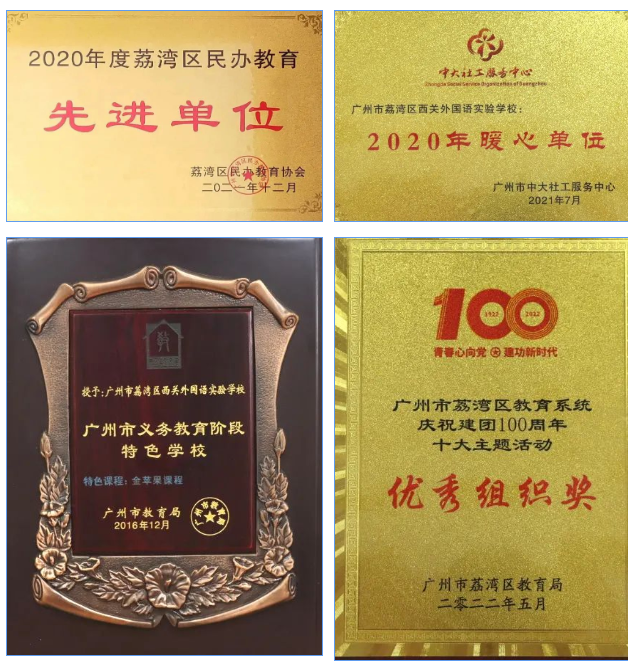 2020年度荔湾区民办教育
先进单位
荔湾区民办教育协会
二〇二一年十二月
中大社工服务中心
广州市荔湾区西关外国语实验学校:
2020年暖心单位
广州市中大社工服务中心
2021年7月
授予:广州市荔湾区西关外国语实验学校
广州市义务教育阶段
特色学校
特色课程:金苹果课程
广州市教育局
2016年12月
100
1922 2022
青春心向党 建功新时代
广州市荔湾区教育系统
庆祝建团100周年
十大主题活动
优秀组织奖
广州市荔湾区教育局
二零二二年五月